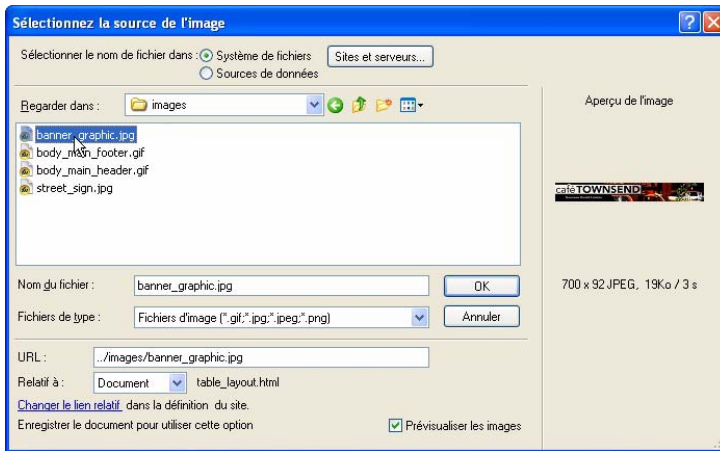 Sélectionnez la source de l'image
Sélectionner le nom de fichier dans : Système de fichiers Sites et serveurs...
Sources de données
Regarder dans : images
Aperçu de l'image
banner_graphic.jpg
body_main_footer.gif
body_main_header.gif
street_sign.jpg
café TOWNSEND
Nom du fichier : banner_graphic.jpg OK
700 x 92 JPEG, 19Ko / 3 s
Fichiers de type : Fichiers d'image (*.gif;*.jpg;*.jpeg;*.png) Annuler
URL : ../images/banner_graphic.jpg
Relatif à : Document table_layout.html
Changer le lien relatif dans la définition du site.
Enregistrer le document pour utiliser cette option Prévisualiser les images